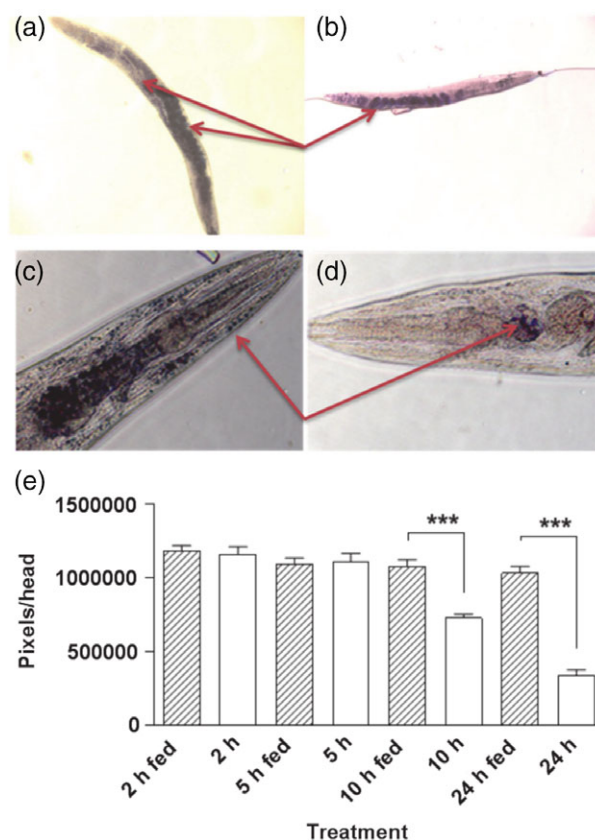 (a)
(b)
(c)
(d)
(e)
Pixels/head
1500000
1000000
500000
0
***
***
2 h fed
2 h
5 h fed
5 h
10 h fed
10 h
24 h fed
24 h
Treatment